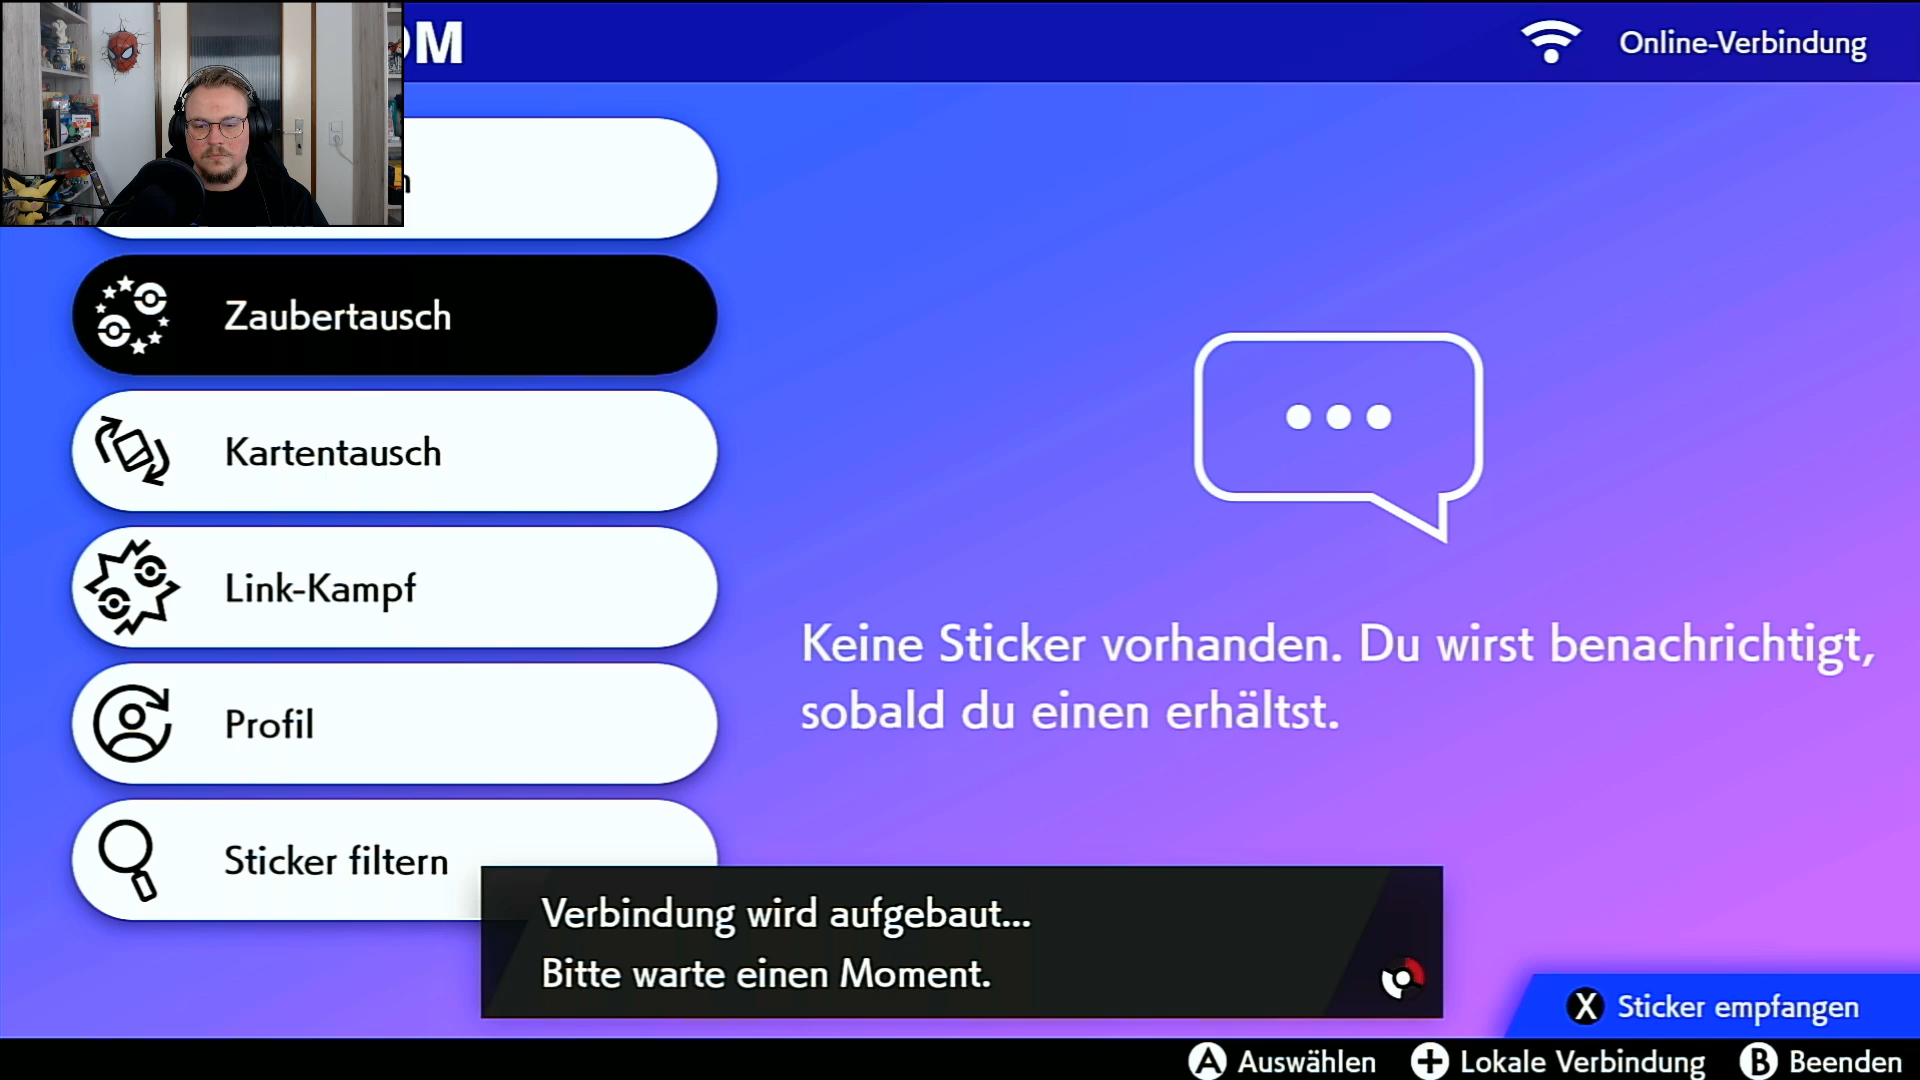 OM
Online-Verbindung
n
Zaubertausch
Kartentausch
Link-Kampf
Profil
Sticker filtern
Keine Sticker vorhanden. Du wirst benachrichtigt,
sobald du einen erhältst.
Verbindung wird aufgebaut...
Bitte warte einen Moment.
X Sticker empfangen
A Auswählen + Lokale Verbindung B Beenden